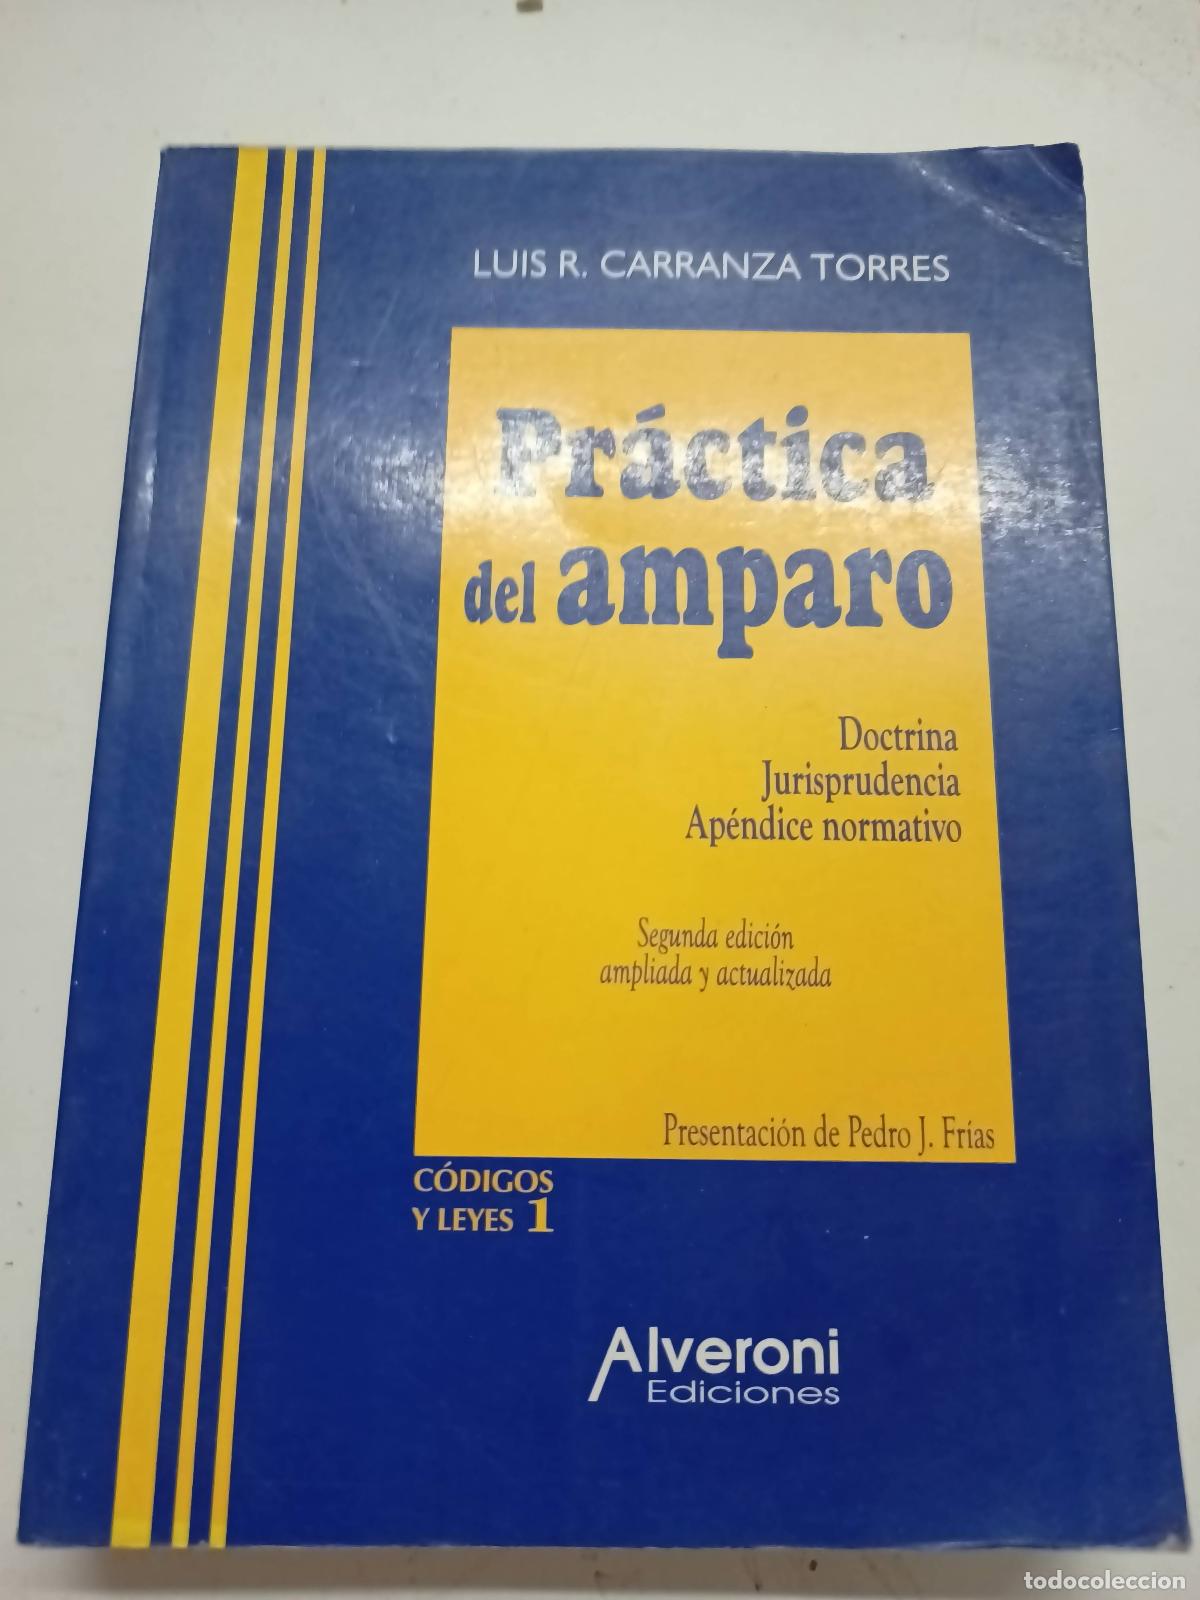 LUIS R. CARRANZA TORRES
Práctica
del amparo
Doctrina
Jurisprudencia
Apéndice normativo
Segunda edición
ampliada y actualizada
Presentación de Pedro J. Frías
CÓDIGOS
Y LEYES 1
Alveroni
Ediciones
todocoleccion